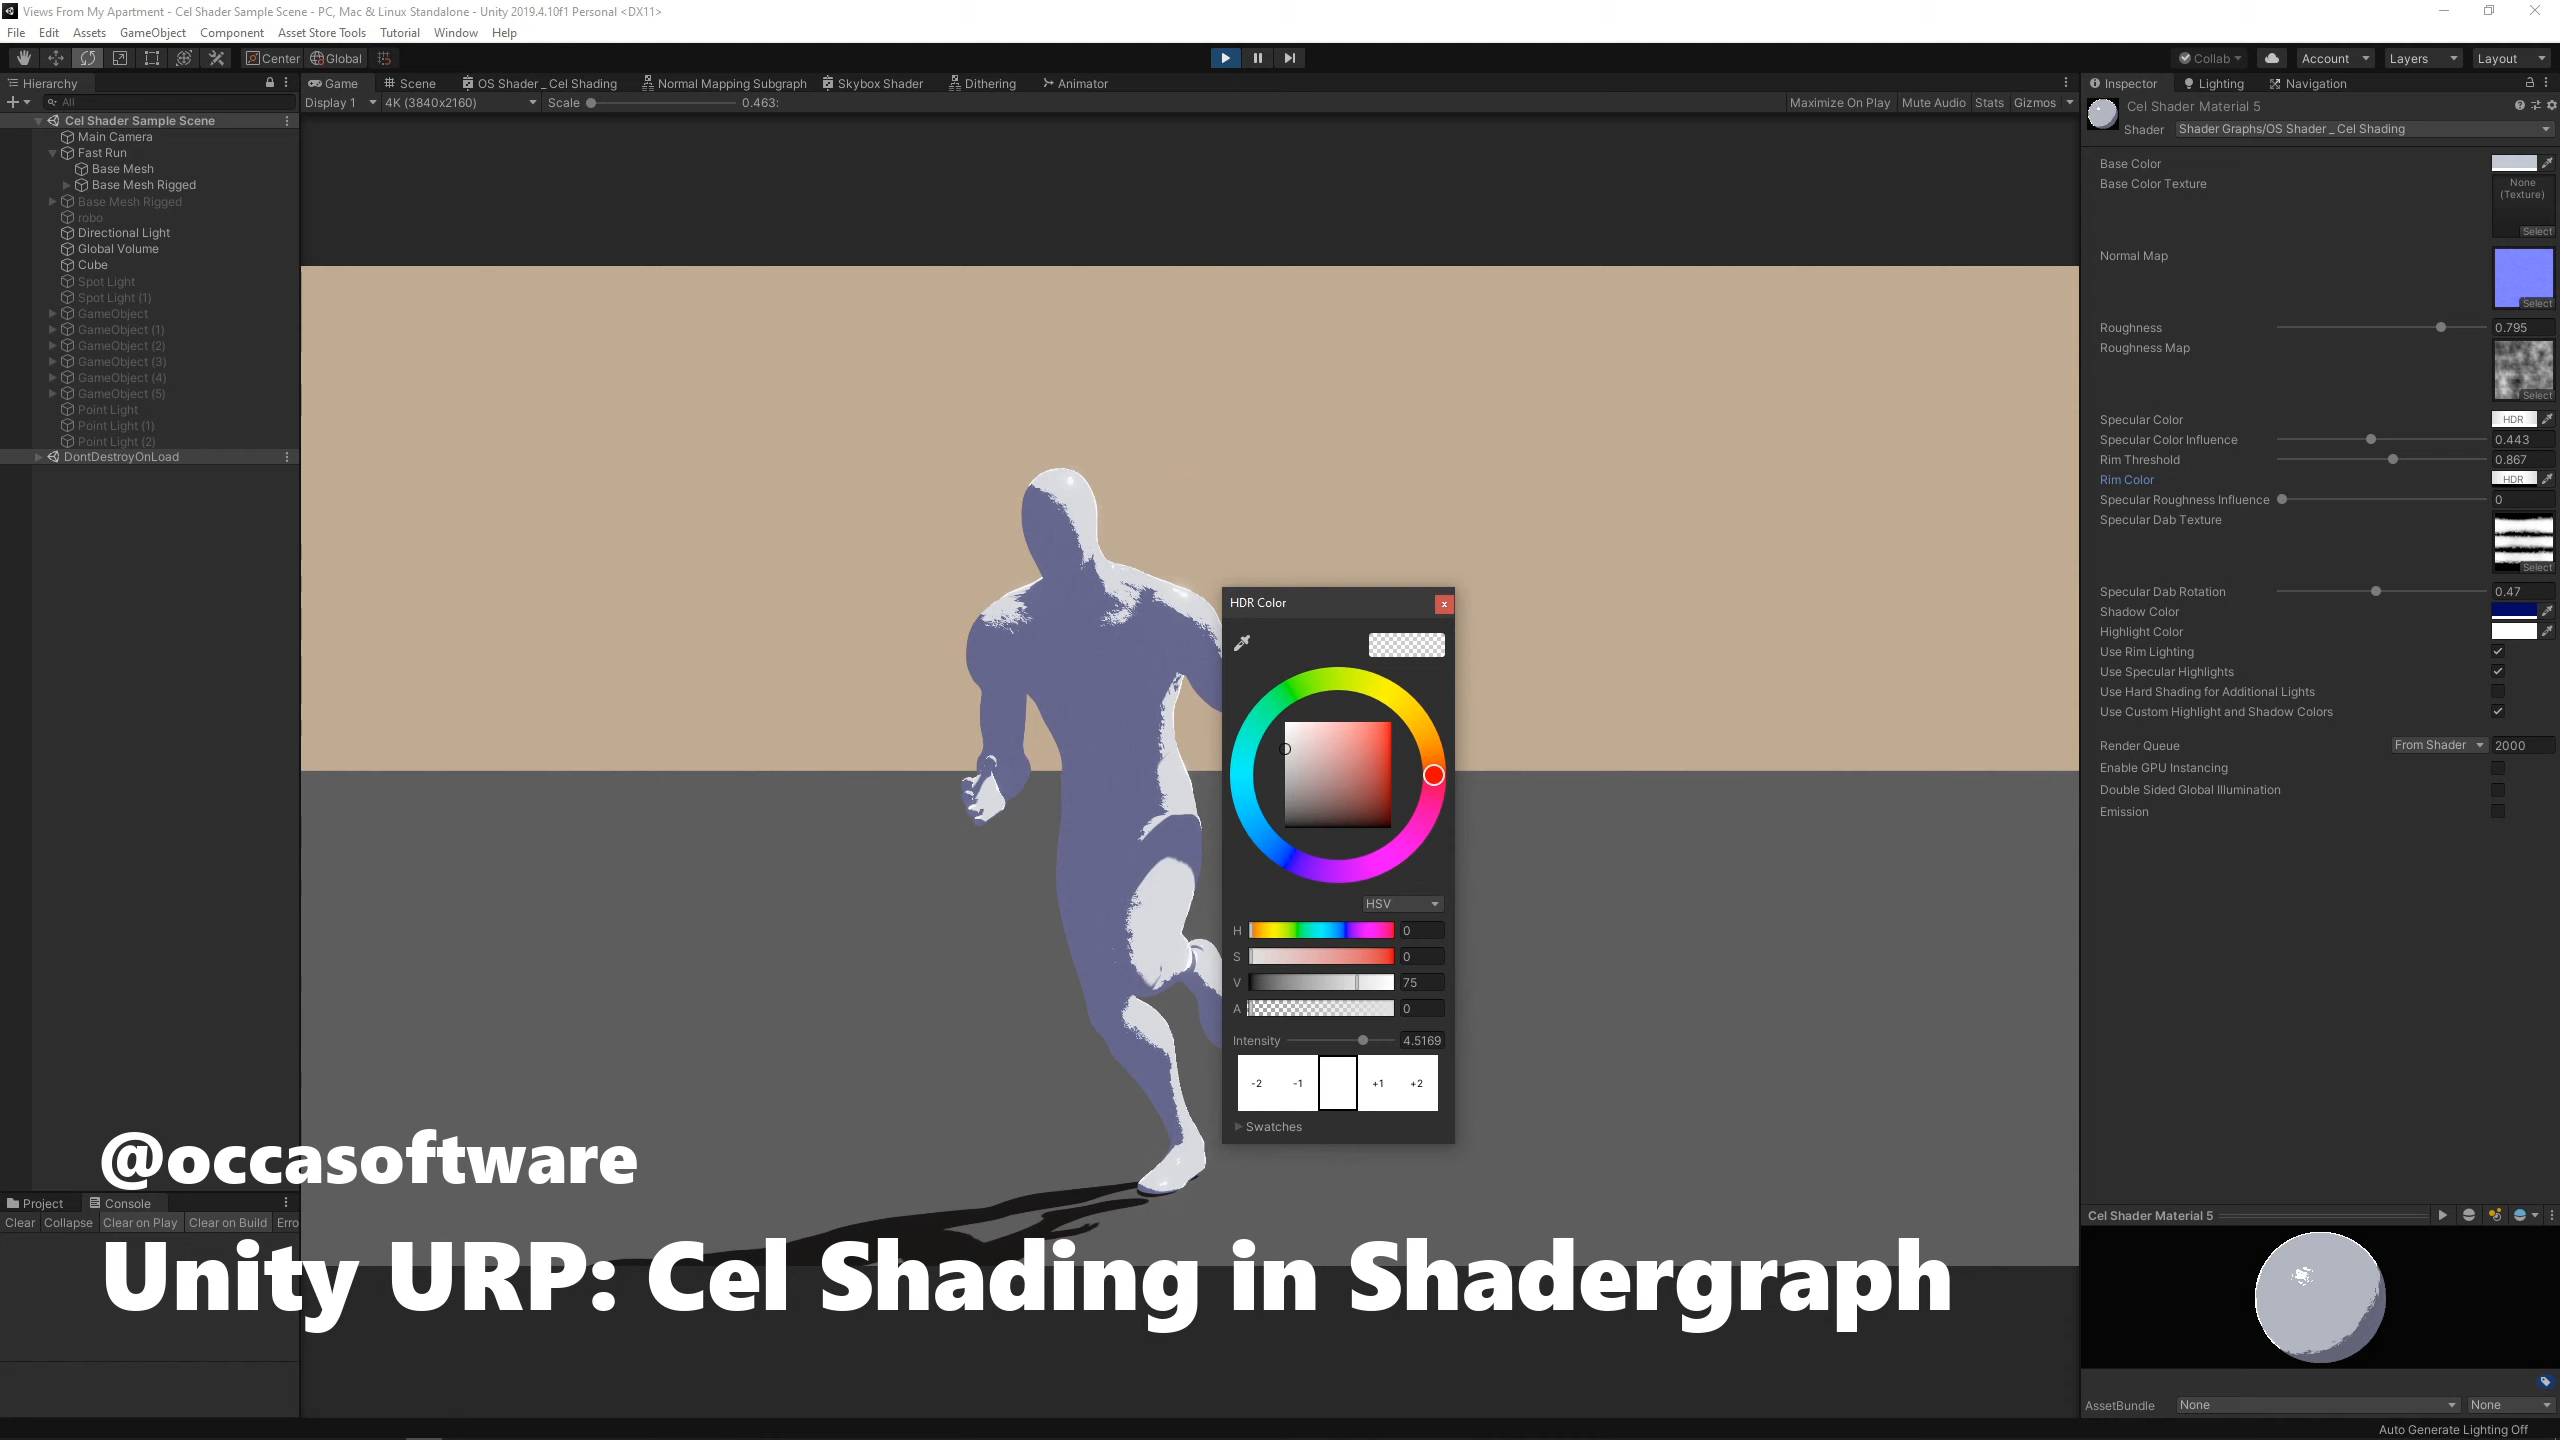 Views From My Apartment - Cel Shader Sample Scene - PC, Mac & Linux Standalone - Unity 2019.4.10f1 Personal <DX11>
File Edit Assets GameObject Component Asset Store Tools Tutorial Window Help
Center Global
Collab Account Layers Layout
Hierarchy
All
Cel Shader Sample Scene
Main Camera
Fast Run
Base Mesh
Base Mesh Rigged
Base Mesh Rigged
robo
Directional Light
Global Volume
Cube
Spot Light
Spot Light (1)
GameObject
GameObject (1)
GameObject (2)
GameObject (3)
GameObject (4)
GameObject (5)
Point Light
Point Light (1)
Point Light (2)
DontDestroyOnLoad
Game Scene OS Shader _ Cel Shading Normal Mapping Subgraph Skybox Shader Dithering Animator
Display 1 4K (3840x2160) Scale 0.463: Maximize On Play Mute Audio Stats Gizmos
HDR Color
x
HSV
H 0
S 0
V 75
A 0
Intensity 4.5169
-2 -1 +1 +2
Swatches
Inspector Lighting Navigation
Cel Shader Material 5
Shader Shader Graphs/OS Shader _ Cel Shading
Base Color
Base Color Texture
None
(Texture)
Select
Normal Map
Select
Roughness 0.795
Roughness Map
Select
Specular Color HDR
Specular Color Influence 0.443
Rim Threshold 0.867
Rim Color HDR
Specular Roughness Influence 0
Specular Dab Texture
Select
Specular Dab Rotation 0.47
Shadow Color
Highlight Color
Use Rim Lighting
Use Specular Highlights
Use Hard Shading for Additional Lights
Use Custom Highlight and Shadow Colors
Render Queue From Shader 2000
Enable GPU Instancing
Double Sided Global Illumination
Emission
Project Console
Clear Collapse Clear on Play Clear on Build Erro
@occasoftware
Unity URP: Cel Shading in Shadergraph
Cel Shader Material 5
AssetBundle None None
Auto Generate Lighting Off